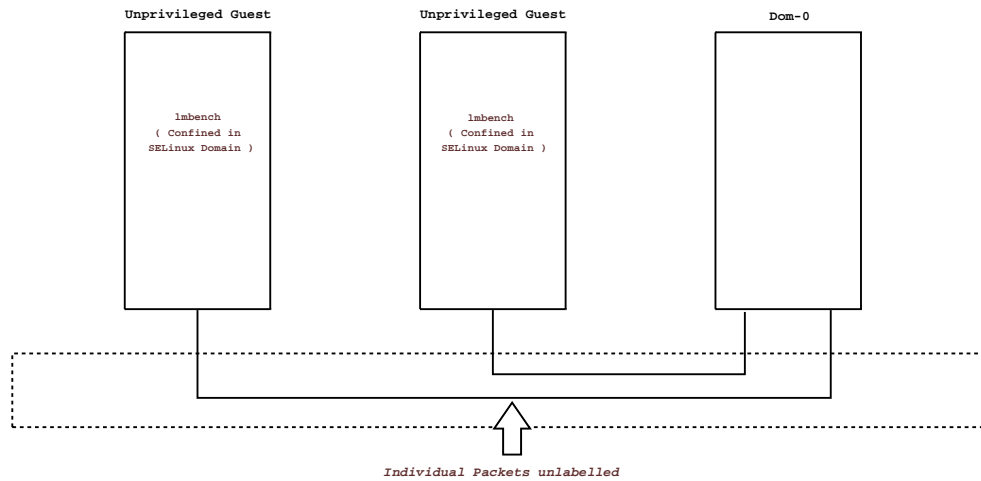 Unprivileged Guest
Unprivileged Guest
Dom-0
lmbench
( Confined in
SELinux Domain )
lmbench
( Confined in
SELinux Domain )
Individual Packets unlabelled